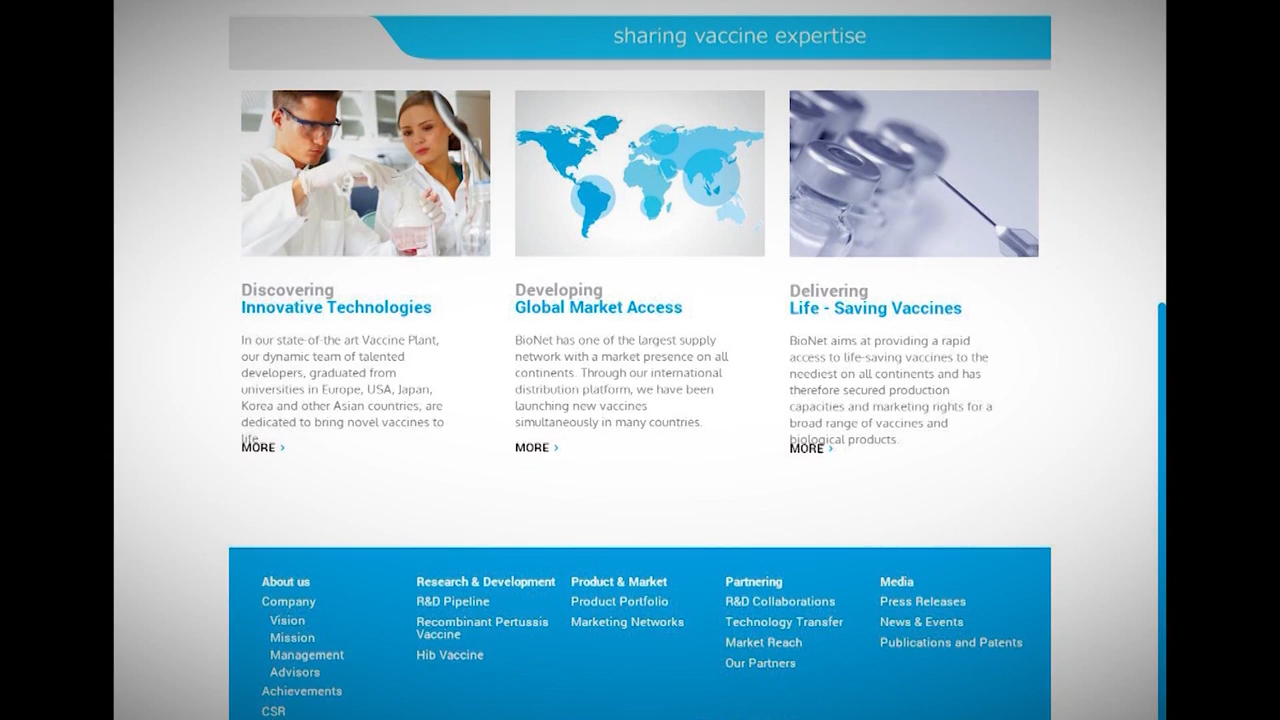 sharing vaccine expertise
Discovering
Innovative Technologies
In our state-of-the art Vaccine Plant,
our dynamic team of talented
developers, graduated from
universities in Europe, USA, Japan,
Korea and other Asian countries, are
dedicated to bring novel vaccines to
life.
MORE ›
Developing
Global Market Access
BioNet has one of the largest supply
network with a market presence on all
continents. Through our international
distribution platform, we have been
launching new vaccines
simultaneously in many countries.
MORE ›
Delivering
Life - Saving Vaccines
BioNet aims at providing a rapid
access to life-saving vaccines to the
neediest on all continents and has
therefore secured production
capacities and marketing rights for a
broad range of vaccines and
biological products.
MORE ›
About us
Company
Vision
Mission
Management
Advisors
Achievements
CSR
Research & Development
R&D Pipeline
Recombinant Pertussis
Vaccine
Hib Vaccine
Product & Market
Product Portfolio
Marketing Networks
Partnering
R&D Collaborations
Technology Transfer
Market Reach
Our Partners
Media
Press Releases
News & Events
Publications and Patents